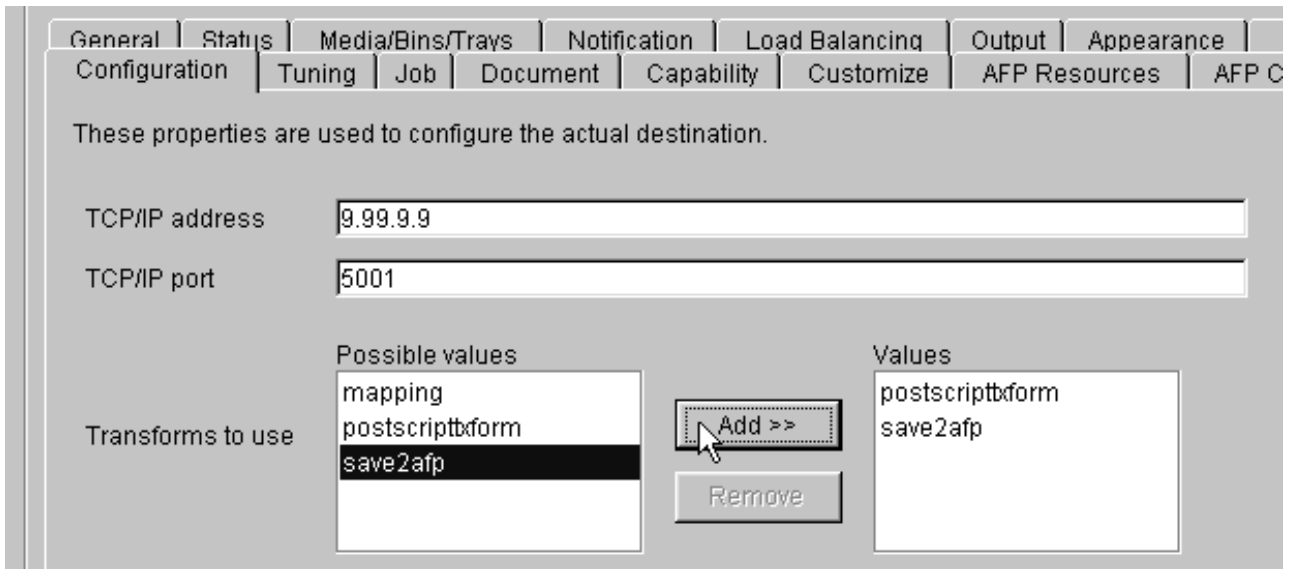 General Status Media/Bins/Trays Notification Load Balancing Output Appearance
Configuration Tuning Job Document Capability Customize AFP Resources AFP C
These properties are used to configure the actual destination.
TCP/IP address 9.99.9.9
TCP/IP port 5001
Possible values Values
mapping postscripttxform
Transforms to use postscripttxform Add >> save2afp
save2afp
Remove